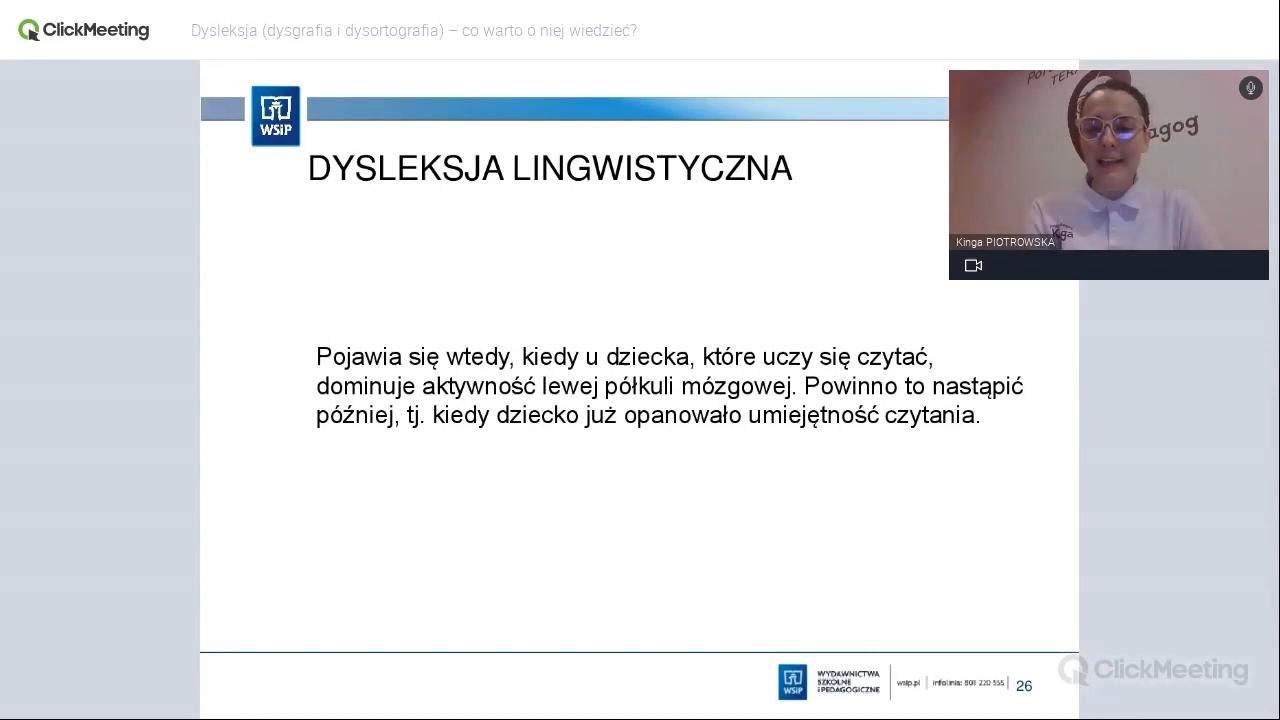 ClickMeeting
Dysleksja (dysgrafia i dysortografia) – co warto o niej wiedzieć?
WSiP
DYSLEKSJA LINGWISTYCZNA
Kinga PIOTROWSKA
Pojawia się wtedy, kiedy u dziecka, które uczy się czytać,
dominuje aktywność lewej półkuli mózgowej. Powinno to nastąpić
później, tj. kiedy dziecko już opanowało umiejętność czytania.
WSiP
WYDAWNICTWA
SZKOLNE
I PEDAGOGICZNE
wsip.pl
infolinia: 801 220 555
26
ClickMeeting